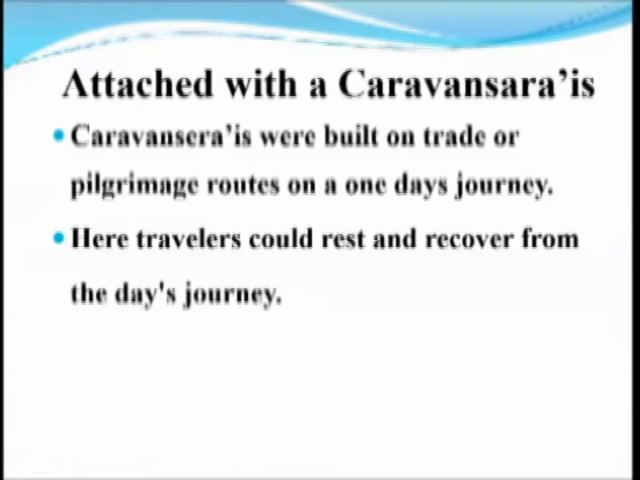 Attached with a Caravansara’is
• Caravansera’is were built on trade or
pilgrimage routes on a one days journey.
• Here travelers could rest and recover from
the day's journey.